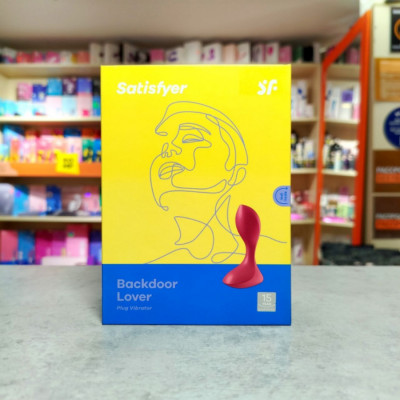 Satisfyer
SF
Backdoor
Lover
Plug Vibrator
15